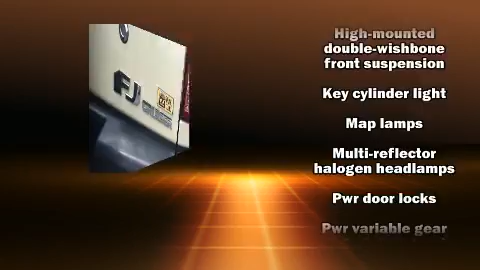 FJ
High-mounted
double-wishbone
front suspension
Key cylinder light
Map lamps
Multi-reflector
halogen headlamps
Pwr door locks
Pwr variable gear